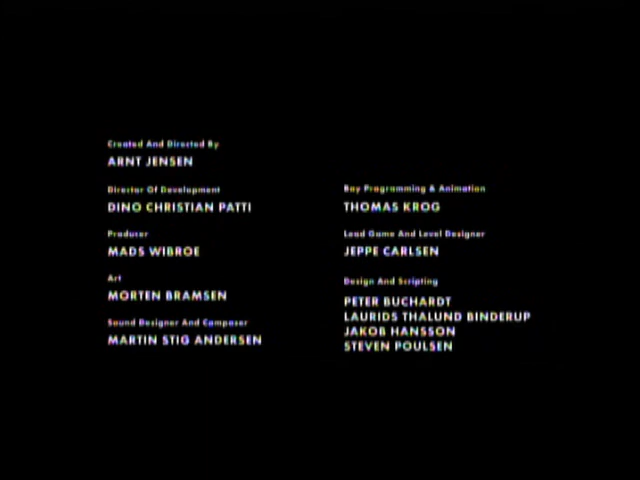 Created And Directed By
ARNT JENSEN
Director Of Development
DINO CHRISTIAN PATTI
Producer
MADS WIBROE
Art
MORTEN BRAMSEN
Sound Designer And Composer
MARTIN STIG ANDERSEN
Boy Programming & Animation
THOMAS KROG
Lead Game And Level Designer
JEPPE CARLSEN
Design And Scripting
PETER BUCHARDT
LAURIDS THALUND BINDERUP
JAKOB HANSSON
STEVEN POULSEN